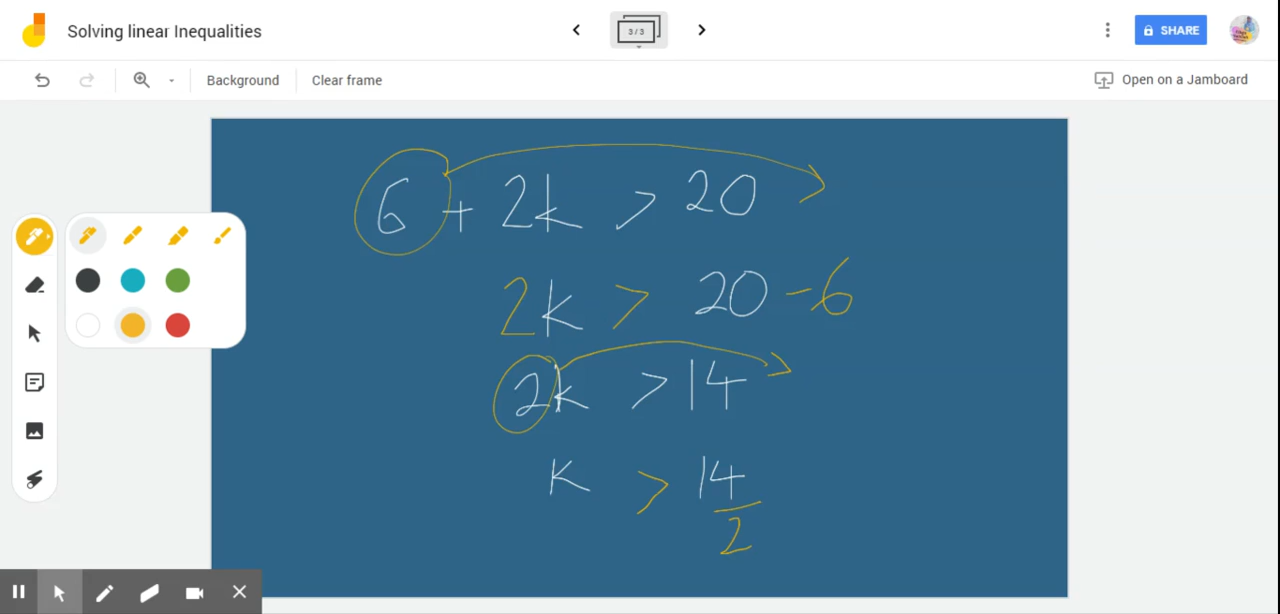 Solving linear Inequalities
3 / 3
SHARE
Background
Clear frame
Open on a Jamboard
6 + 2k > 20
2k > 20 - 6
2k > 14
k > 14
2